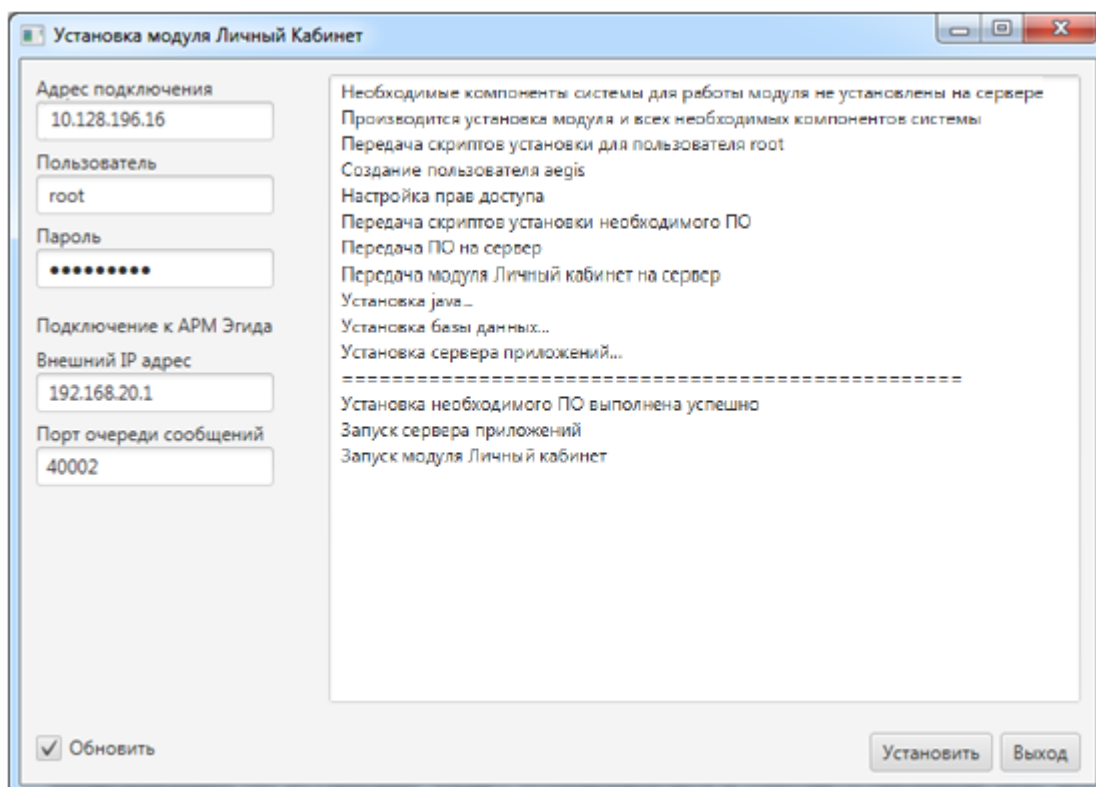 Установка модуля Личный Кабинет
Адрес подключения
10.128.196.16
Пользователь
root
Пароль
•••••••••
Подключение к АРМ Эгида
Внешний IP адрес
192.168.20.1
Порт очереди сообщений
40002
Необходимые компоненты системы для работы модуля не установлены на сервере
Производится установка модуля и всех необходимых компонентов системы
Передача скриптов установки для пользователя root
Создание пользователя aegis
Настройка прав доступа
Передача скриптов установки необходимого ПО
Передача ПО на сервер
Передача модуля Личный кабинет на сервер
Установка java...
Установка базы данных...
Установка сервера приложений...
==================================================
Установка необходимого ПО выполнена успешно
Запуск сервера приложений
Запуск модуля Личный кабинет
Обновить
Установить
Выход